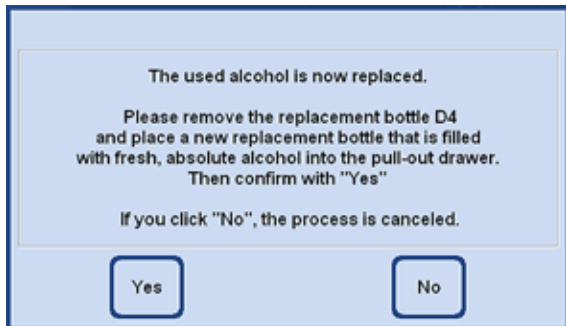 The used alcohol is now replaced.
Please remove the replacement bottle D4
and place a new replacement bottle that is filled
with fresh, absolute alcohol into the pull-out drawer.
Then confirm with "Yes"
If you click "No", the process is canceled.
Yes
No